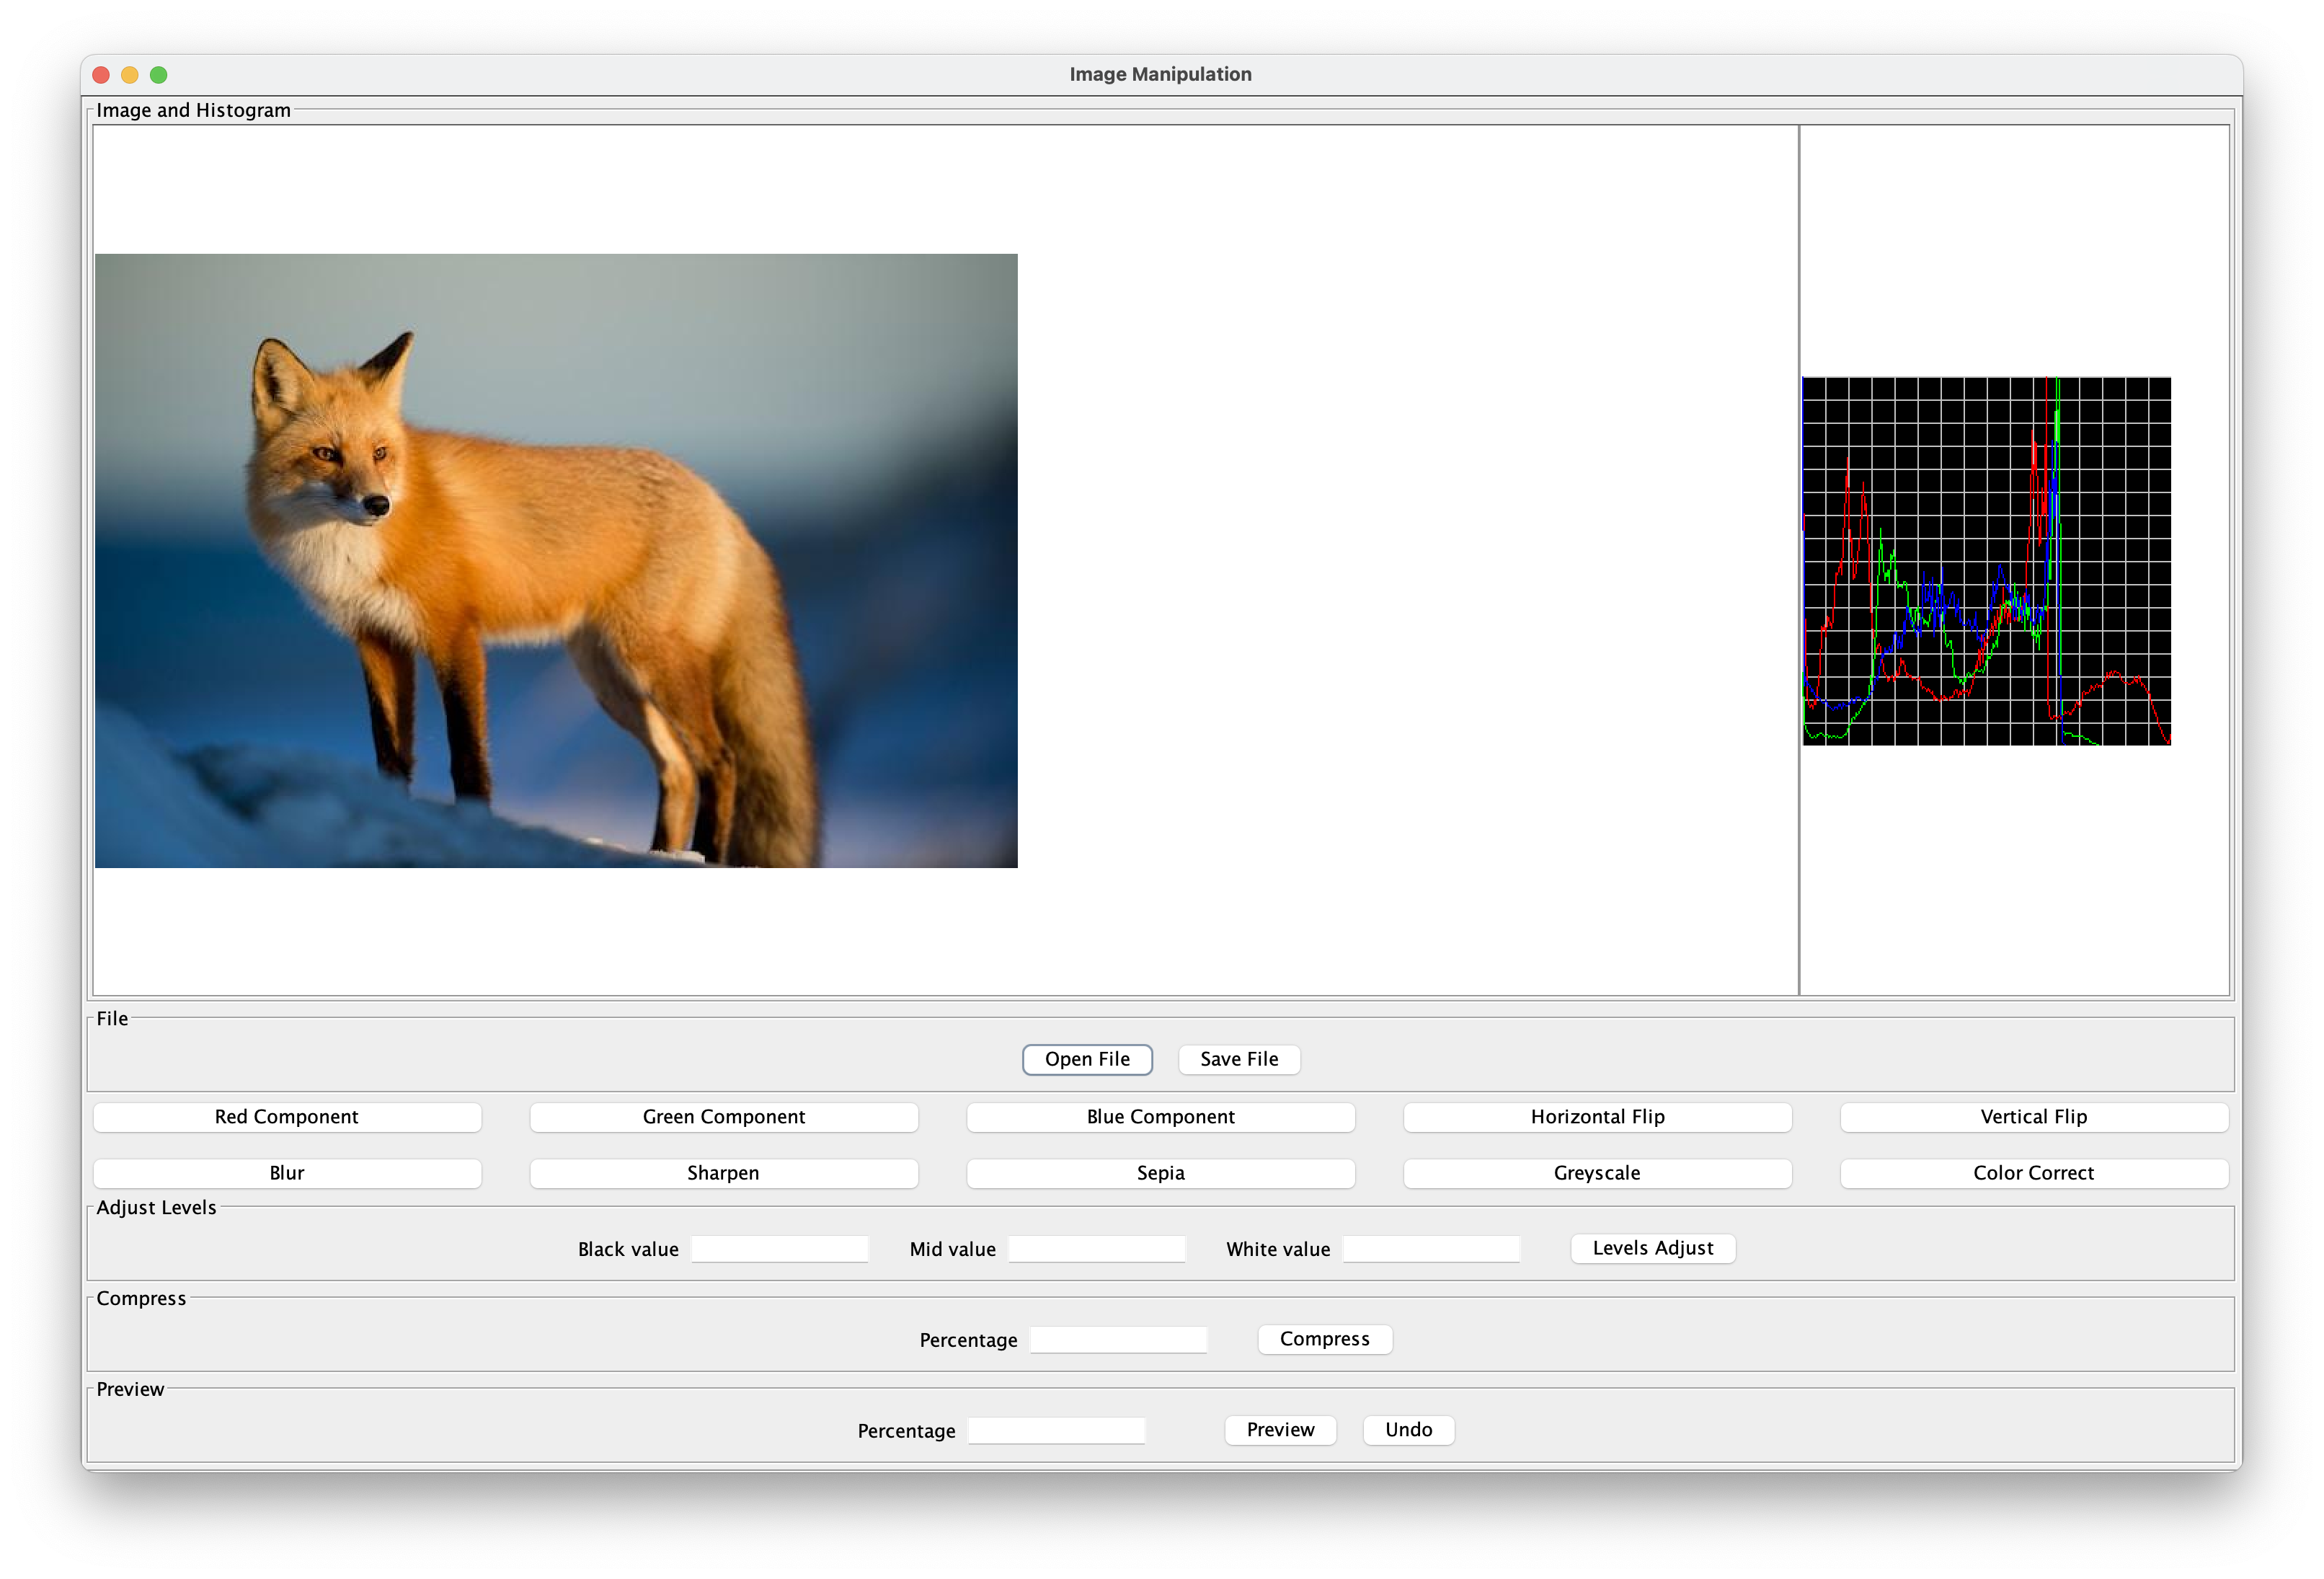 Image Manipulation
Image and Histogram
File
Open File Save File
Red Component Green Component Blue Component Horizontal Flip Vertical Flip
Blur Sharpen Sepia Greyscale Color Correct
Adjust Levels
Black value Mid value White value Levels Adjust
Compress
Percentage Compress
Preview
Percentage Preview Undo